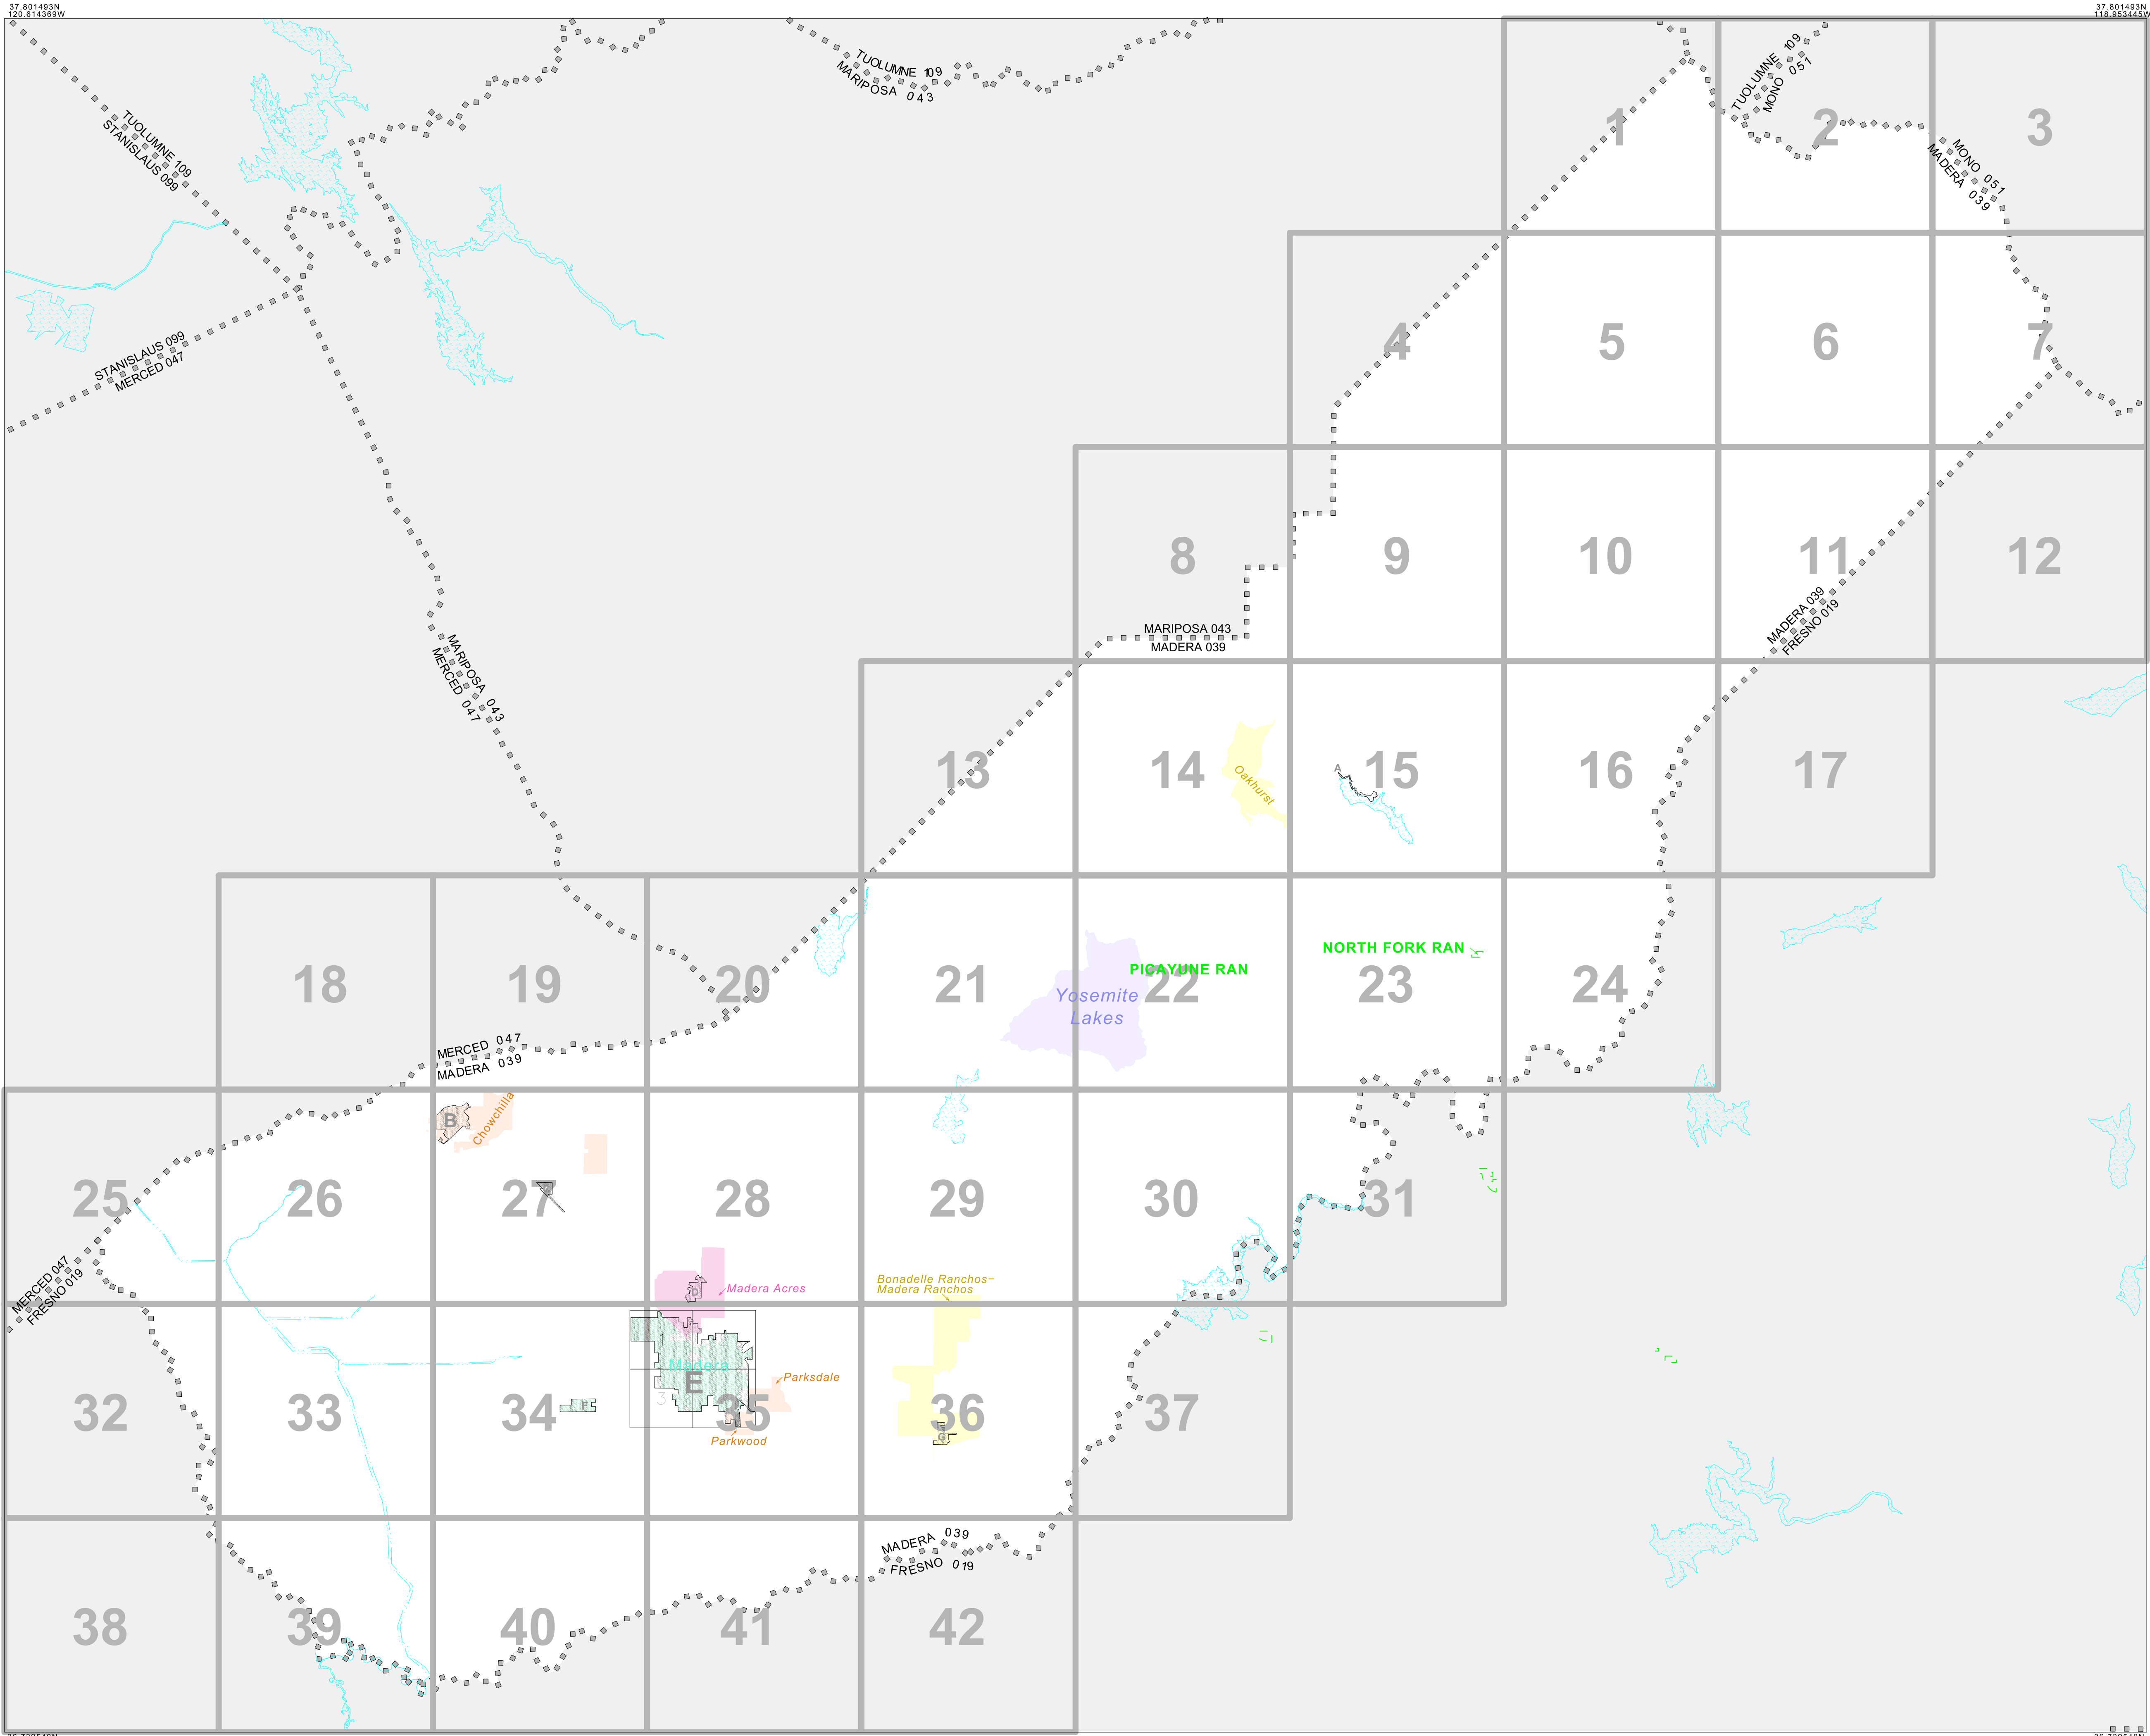 37.801493N
120.614369W
37.801493N
118.953445W
TUOLUMNE 109
MARIPOSA 043
TUOLUMNE 109
MONO 051
TUOLUMNE 109
STANISLAUS 099
1
2
3
MONO 051
MADERA 039
STANISLAUS 099
MERCED 047
4
5
6
7
8
9
10
11
12
MARIPOSA 043
MADERA 039
MADERA 039
FRESNO 019
MARIPOSA 043
MERCED 047
13
14
15
16
17
Oakhurst
A
NORTH FORK RAN
PICAYUNE RAN
18
19
20
21
22
23
24
Yosemite
Lakes
MERCED 047
MADERA 039
B
Chowchilla
25
26
27
28
29
30
31
MERCED 047
FRESNO 019
D
Madera Acres
Bonadelle Ranchos-
Madera Ranchos
1
2
Madera
E
3
Parksdale
32
33
34
F
35
36
37
G
Parkwood
MADERA 039
FRESNO 019
38
39
40
41
42